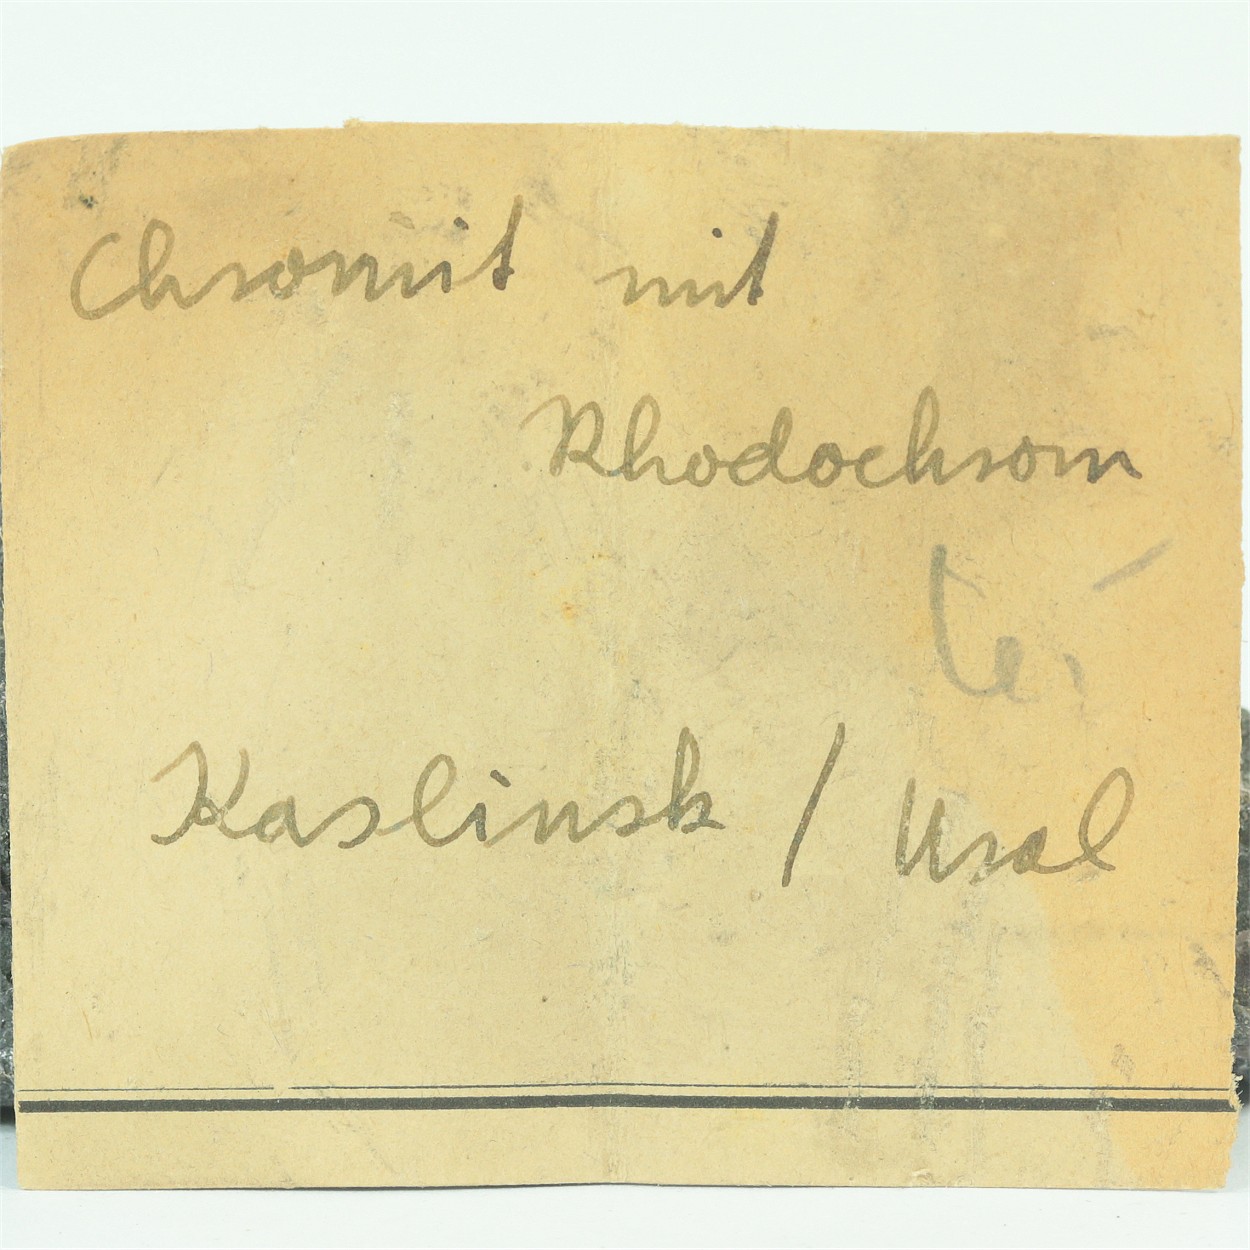 Chromit mit
Rhodochrom
Kaslinsk / Ural